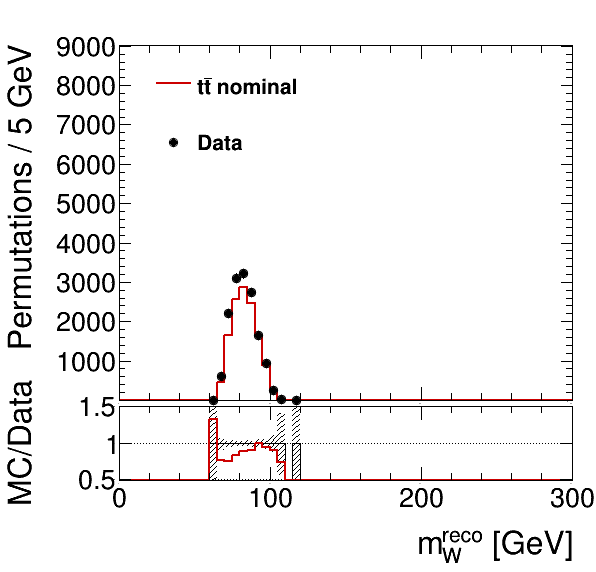 9000
8000
7000
6000
5000
4000
3000
2000
1000
Permutations / 5 GeV
tt̄ nominal
Data
1.5
1
0.5
MC/Data
0 100 200 300
m_W^reco [GeV]